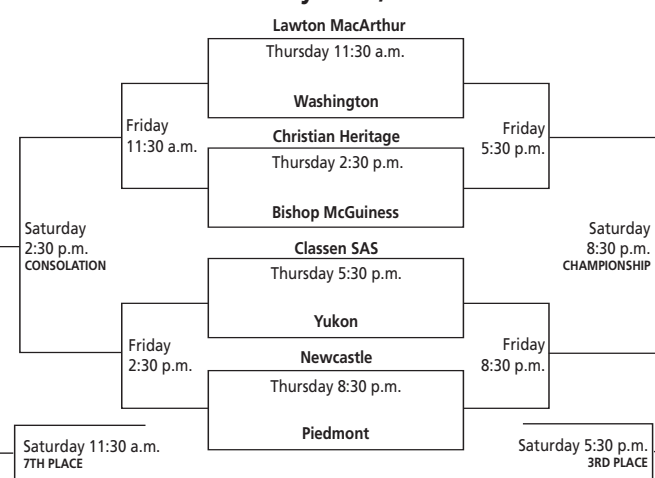 Lawton MacArthur
Thursday 11:30 a.m.
Washington
Friday
11:30 a.m.
Christian Heritage
Friday
5:30 p.m.
Thursday 2:30 p.m.
Bishop McGuiness
Saturday
2:30 p.m.
CONSOLATION
Saturday
8:30 p.m.
CHAMPIONSHIP
Classen SAS
Thursday 5:30 p.m.
Yukon
Friday
2:30 p.m.
Newcastle
Friday
8:30 p.m.
Thursday 8:30 p.m.
Piedmont
Saturday 11:30 a.m.
7TH PLACE
Saturday 5:30 p.m.
3RD PLACE